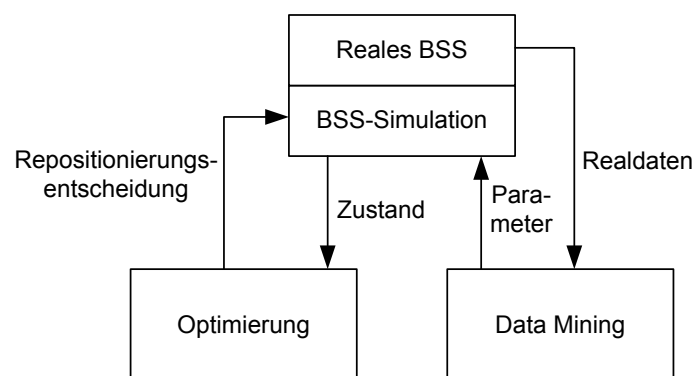 Reales BSS
BSS-Simulation
Repositionierungs-
entscheidung
Zustand
Para-
meter
Realdaten
Optimierung
Data Mining